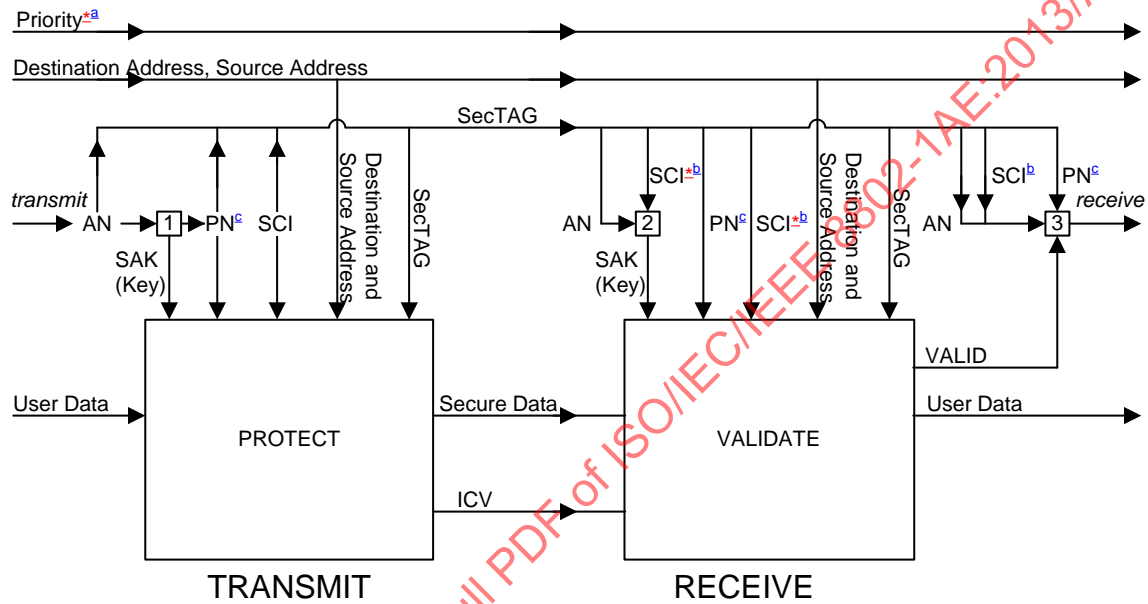 Priority*a
Destination Address, Source Address
SecTAG
transmit
AN
1
PNc
SCI
Destination and
Source Address
SecTAG
SAK
(Key)
AN
SCI*b
2
SAK
(Key)
PNc
SCI*b
Destination and
Source Address
SecTAG
AN
SCIb
PNc
3
receive
VALID
User Data
PROTECT
Secure Data
VALIDATE
User Data
ICV
TRANSMIT
RECEIVE
ll PDF of ISO/IEC/IEEE 8802-1AE:2013/A